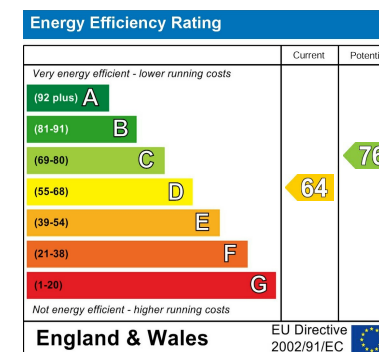 Energy Efficiency Rating
Current
Potenti
Very energy efficient - lower running costs
(92 plus) A
(81-91) B
(69-80) C
76
(55-68) D
64
(39-54) E
(21-38) F
(1-20) G
Not energy efficient - higher running costs
England & Wales
EU Directive
2002/91/EC